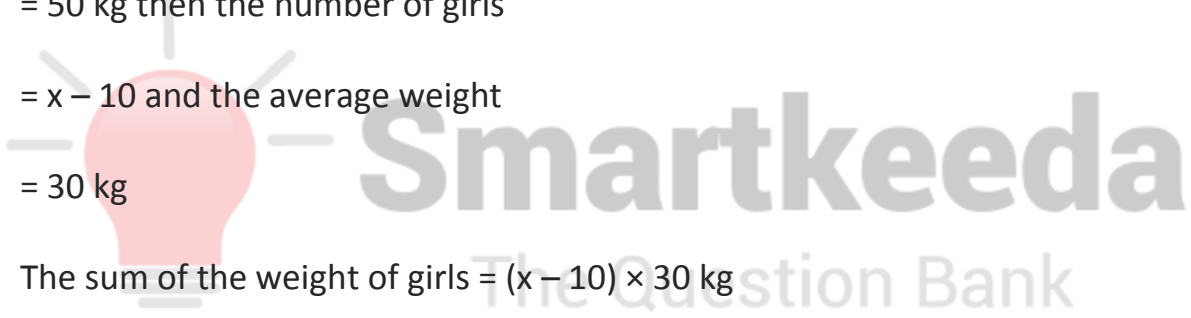 = 50 kg then the number of girls
= x – 10 and the average weight
= 30 kg
Smartkeeda
The sum of the weight of girls = (x – 10) × 30 kg
The Question Bank